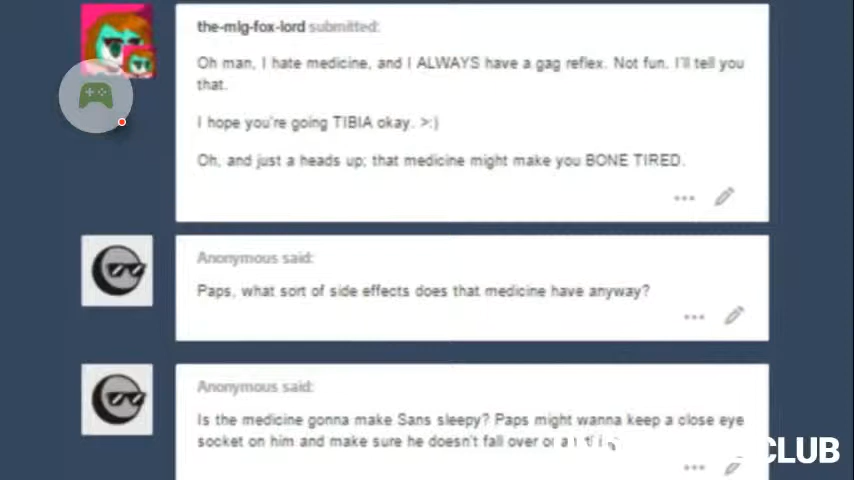 the-mlg-fox-lord submitted:
Oh man, I hate medicine, and I ALWAYS have a gag reflex. Not fun. I'll tell you
that.
I hope you're going TIBIA okay. >:)
Oh, and just a heads up; that medicine might make you BONE TIRED.
Anonymous said:
Paps, what sort of side effects does that medicine have anyway?
Anonymous said:
Is the medicine gonna make Sans sleepy? Paps might wanna keep a close eye
socket on him and make sure he doesn't fall over or
CLUB